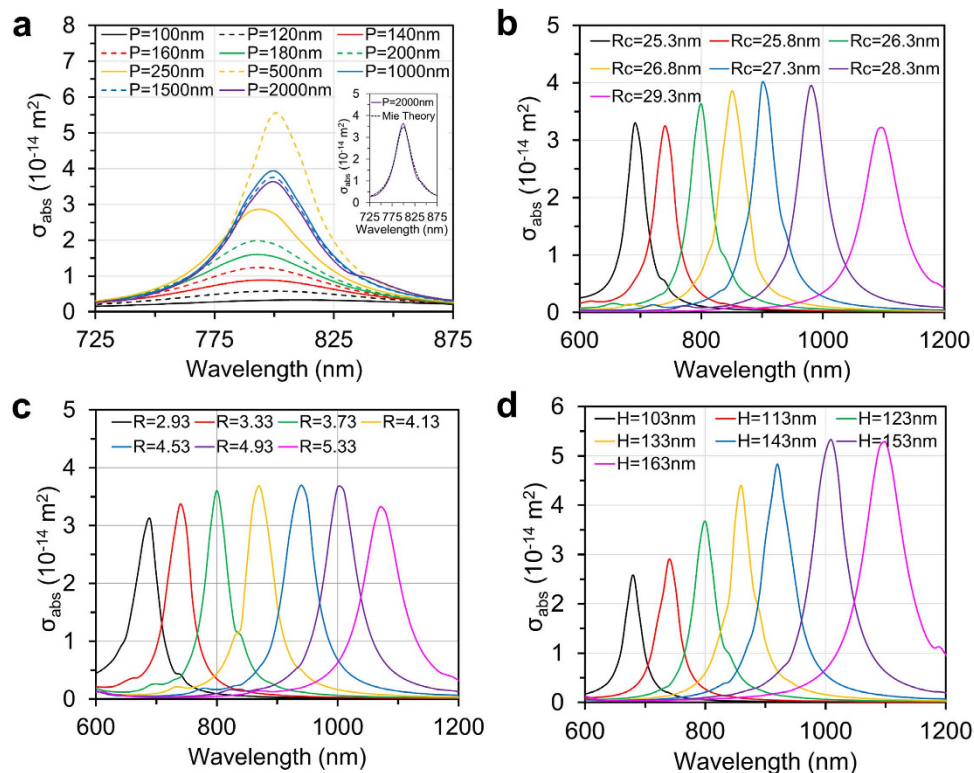 a
σabs (10-14 m2)
8
7
6
5
4
3
2
1
0
P=100nm P=120nm P=140nm
P=160nm P=180nm P=200nm
P=250nm P=500nm P=1000nm
P=1500nm P=2000nm
σabs (10-14 m2)
5
4
3
2
1
0
P=2000nm
Mie Theory
725 775 825 875
Wavelength (nm)
725 775 825 875
Wavelength (nm)
b
σabs (10-14 m2)
5
4
3
2
1
0
Rc=25.3nm Rc=25.8nm Rc=26.3nm
Rc=26.8nm Rc=27.3nm Rc=28.3nm
Rc=29.3nm
600 800 1000 1200
Wavelength (nm)
c
σabs (10-14 m2)
5
4
3
2
1
0
R=2.93 R=3.33 R=3.73 R=4.13
R=4.53 R=4.93 R=5.33
600 800 1000 1200
Wavelength (nm)
d
σabs (10-14 m2)
6
5
4
3
2
1
0
H=103nm H=113nm H=123nm
H=133nm H=143nm H=153nm
H=163nm
600 800 1000 1200
Wavelength (nm)